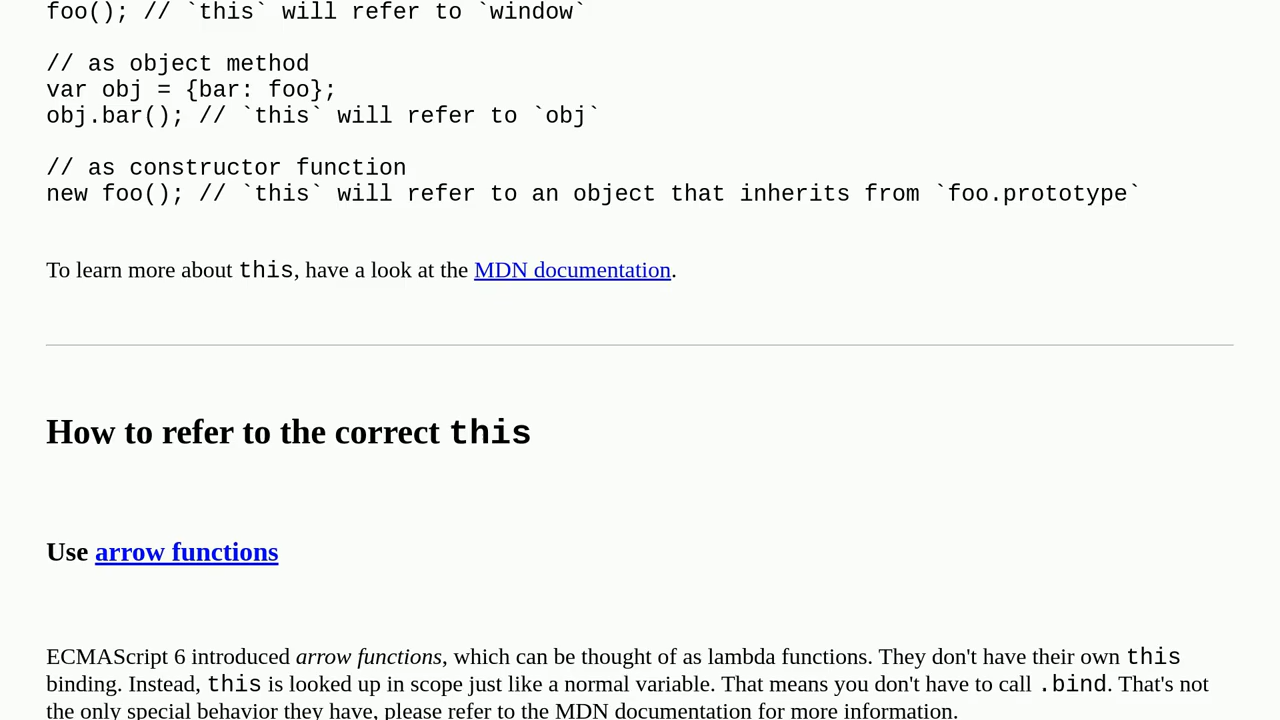 foo(); // `this` will refer to `window`
// as object method
var obj = {bar: foo};
obj.bar(); // `this` will refer to `obj`
// as constructor function
new foo(); // `this` will refer to an object that inherits from `foo.prototype`
To learn more about this, have a look at the MDN documentation.
How to refer to the correct this
Use arrow functions
ECMAScript 6 introduced arrow functions, which can be thought of as lambda functions. They don't have their own this
binding. Instead, this is looked up in scope just like a normal variable. That means you don't have to call .bind. That's not
the only special behavior they have, please refer to the MDN documentation for more information.